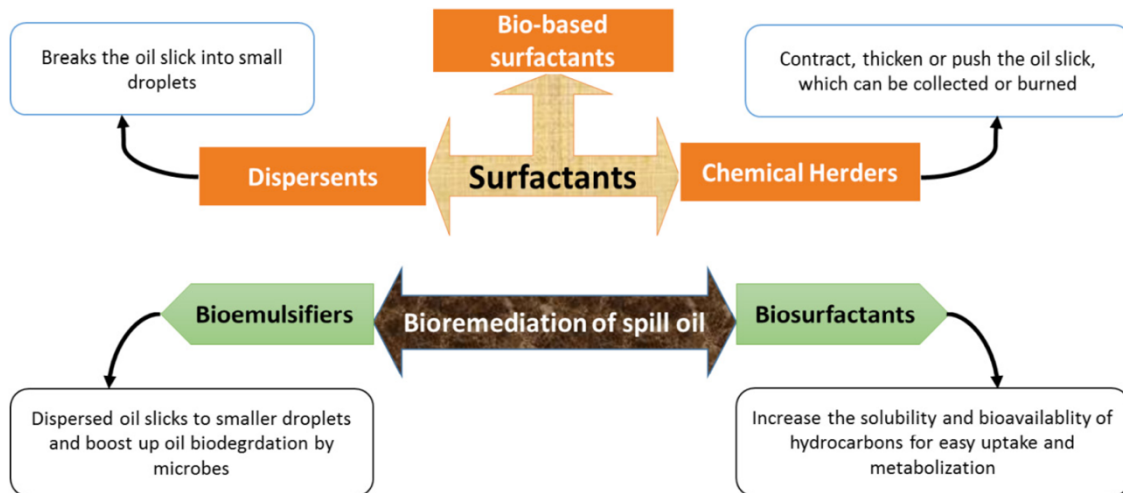 Bio-based
surfactants
Breaks the oil slick into small
droplets
Contract, thicken or push the oil slick,
which can be collected or burned
Dispersents
Surfactants
Chemical Herders
Bioemulsifiers
Bioremediation of spill oil
Biosurfactants
Dispersed oil slicks to smaller droplets
and boost up oil biodegrdation by
microbes
Increase the solubility and bioavailablity of
hydrocarbons for easy uptake and
metabolization